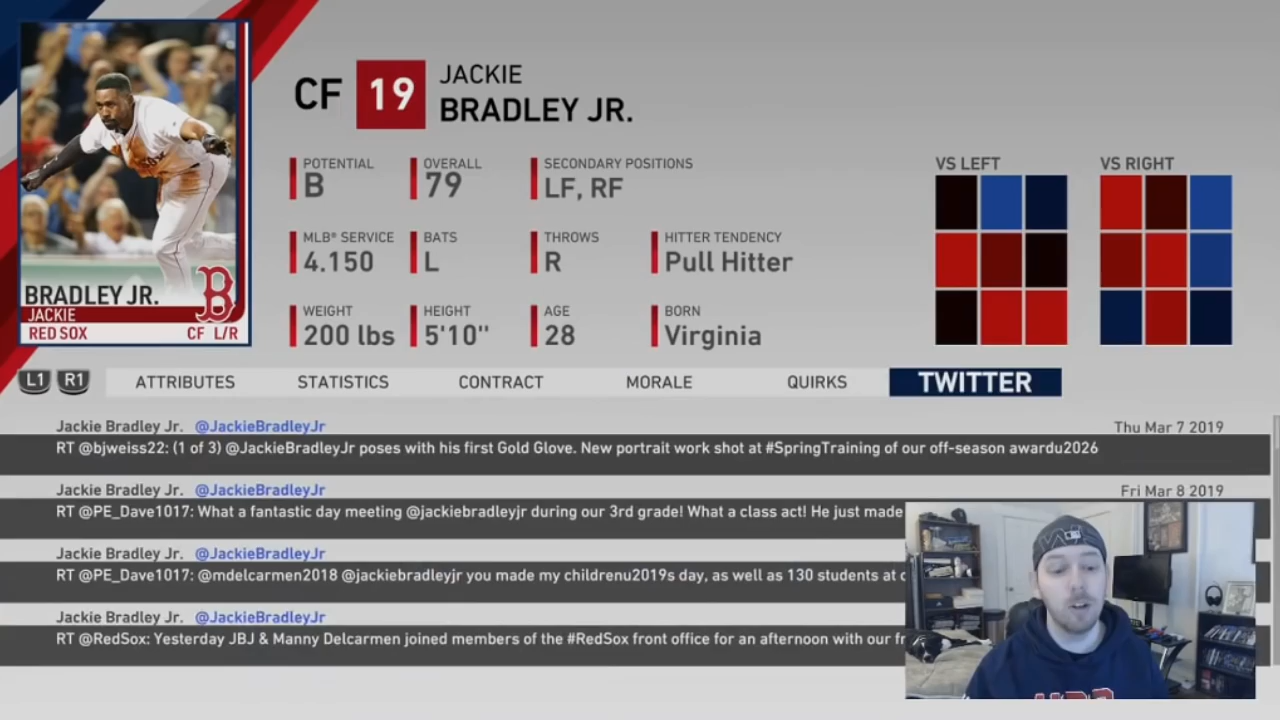 CF 19 JACKIE
BRADLEY JR.
BRADLEY JR.
JACKIE
RED SOX CF L/R
B
POTENTIAL
B
OVERALL
79
SECONDARY POSITIONS
LF, RF
MLB® SERVICE
4.150
BATS
L
THROWS
R
HITTER TENDENCY
Pull Hitter
WEIGHT
200 lbs
HEIGHT
5'10"
AGE
28
BORN
Virginia
VS LEFT
VS RIGHT
L1 R1 ATTRIBUTES STATISTICS CONTRACT MORALE QUIRKS TWITTER
Jackie Bradley Jr. @JackieBradleyJr Thu Mar 7 2019
RT @bjweiss22: (1 of 3) @JackieBradleyJr poses with his first Gold Glove. New portrait work shot at #SpringTraining of our off-season awardu2026
Jackie Bradley Jr. @JackieBradleyJr Fri Mar 8 2019
RT @PE_Dave1017: What a fantastic day meeting @jackiebradleyjr during our 3rd grade! What a class act! He just made
Jackie Bradley Jr. @JackieBradleyJr
RT @PE_Dave1017: @mdelcarmen2018 @jackiebradleyjr you made my childrenu2019s day, as well as 130 students at
Jackie Bradley Jr. @JackieBradleyJr
RT @RedSox: Yesterday JBJ & Manny Delcarmen joined members of the #RedSox front office for an afternoon with our